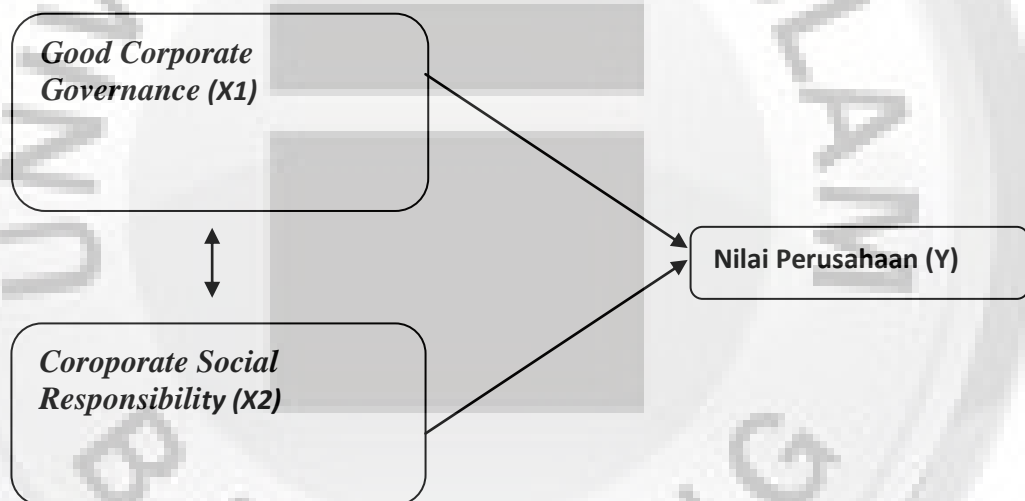 Good Corporate
Governance (X1)
Nilai Perusahaan (Y)
Coroporate Social
Responsibility (X2)